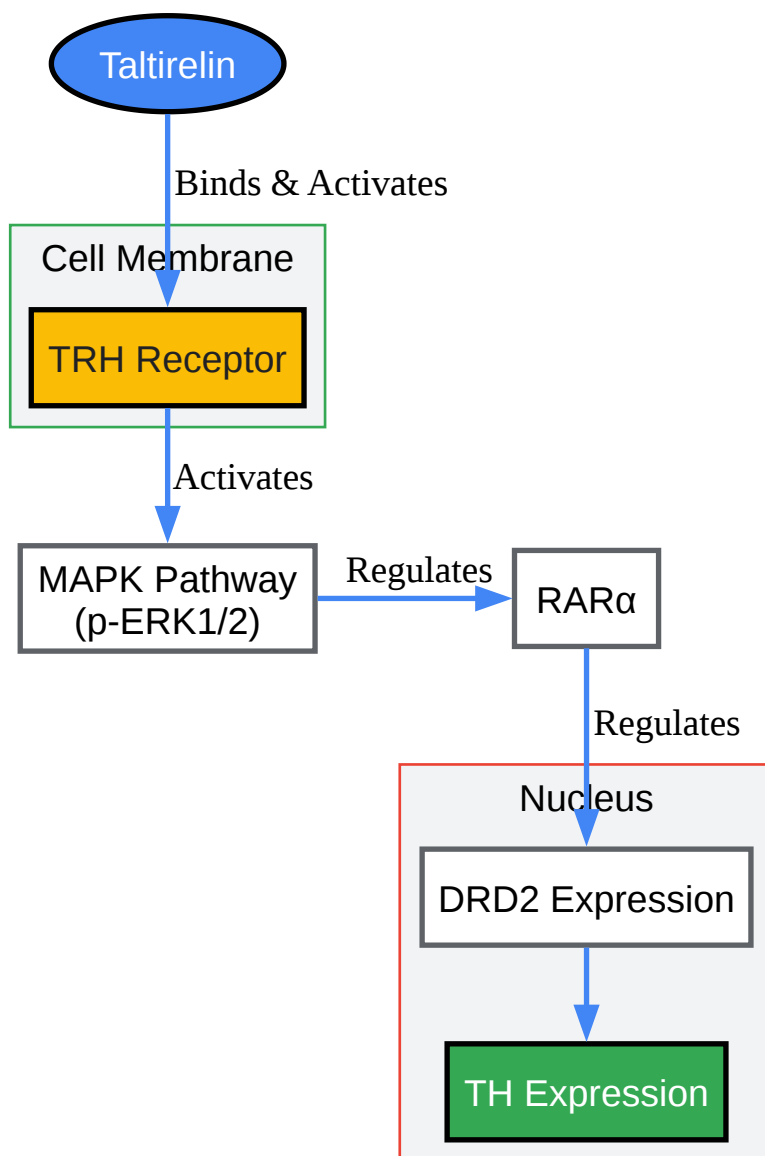 Taltirelin
Binds & Activates
Cell Membrane
TRH Receptor
Activates
MAPK Pathway
(p-ERK1/2)
Regulates
RARα
Regulates
Nucleus
DRD2 Expression
TH Expression